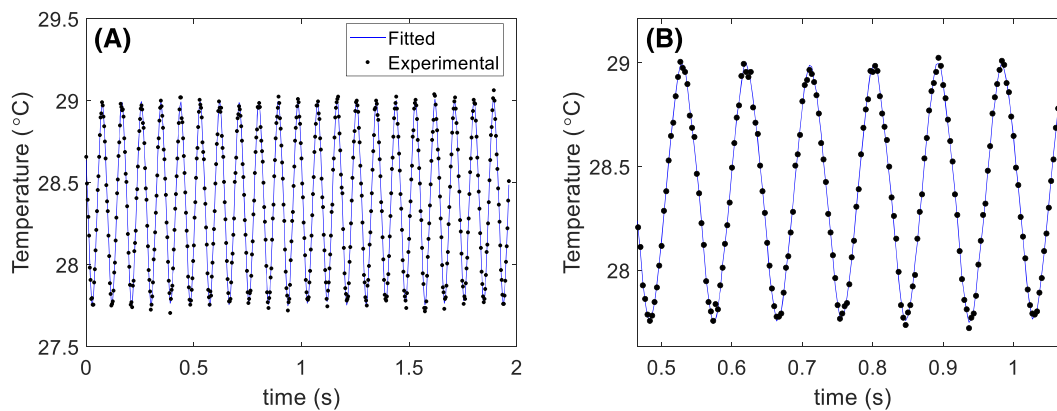 (A)
Fitted
Experimental
29.5
29
28.5
28
27.5
Temperature (°C)
0
0.5
1
1.5
2
time (s)
(B)
29
28.5
28
Temperature (°C)
0.5
0.6
0.7
0.8
0.9
1
time (s)